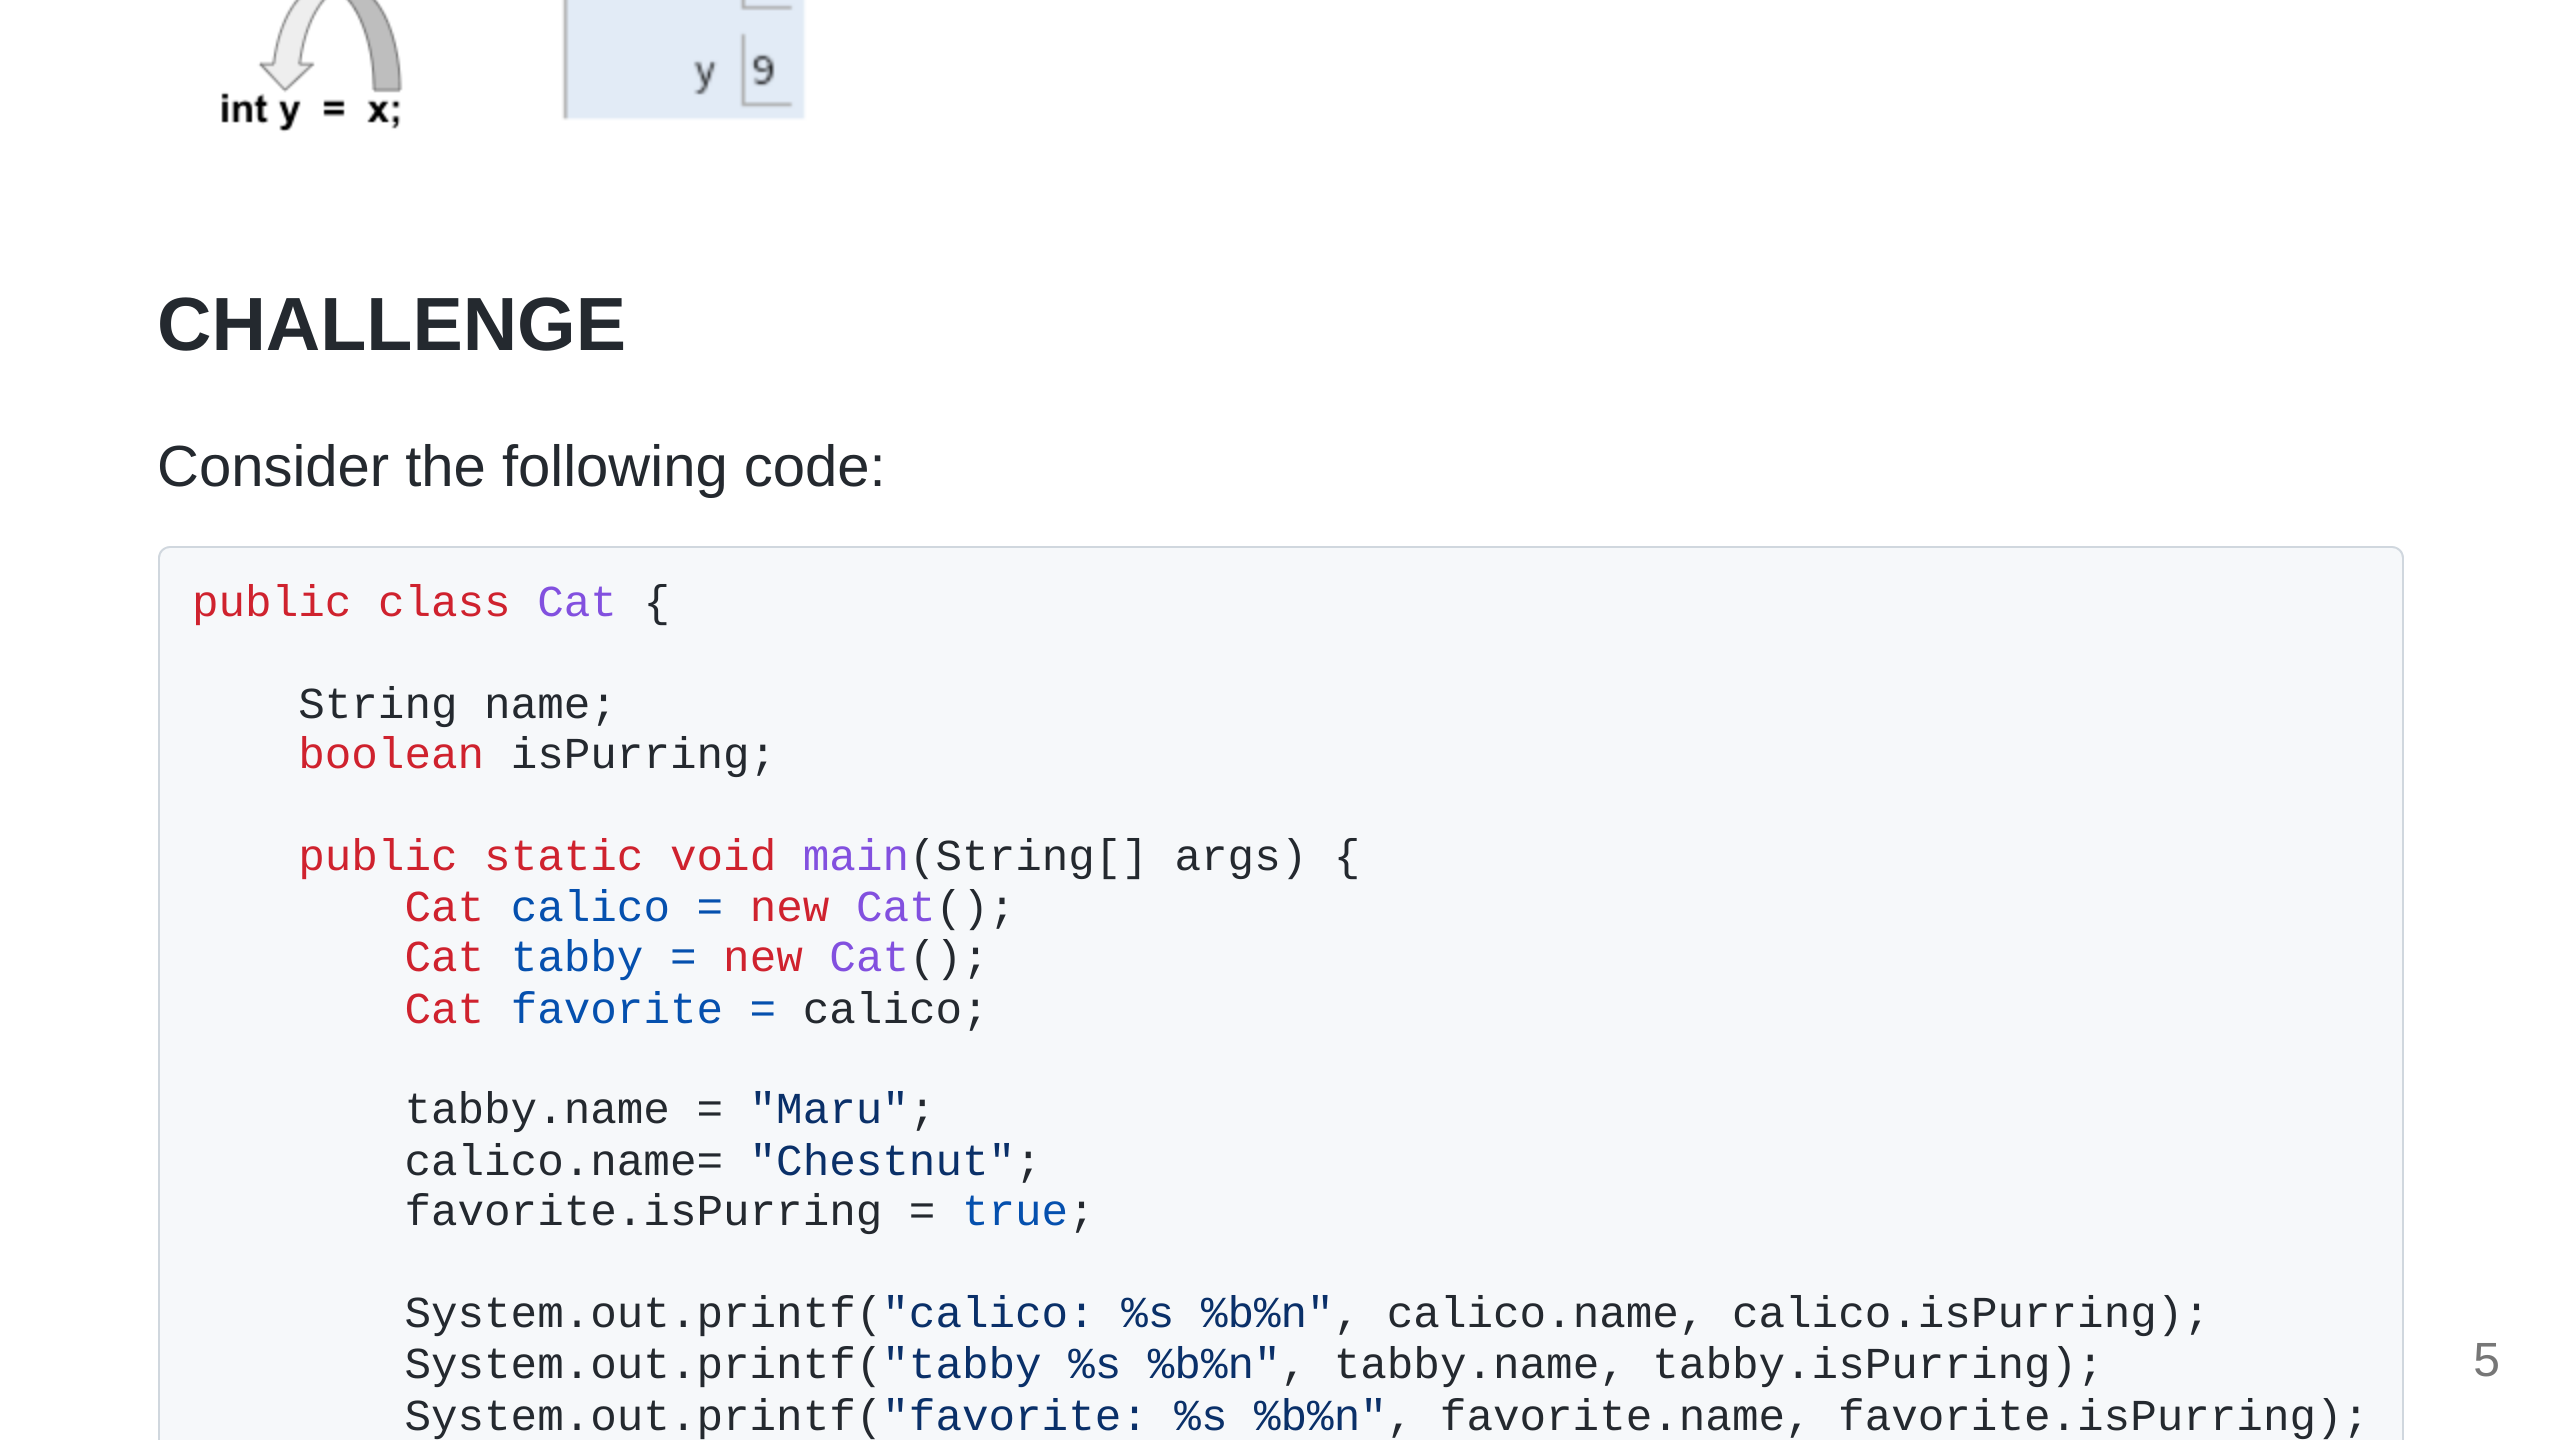 y 9
int y = x;
CHALLENGE
Consider the following code:
public class Cat {
    String name;
    boolean isPurring;
    public static void main(String[] args) {
        Cat calico = new Cat();
        Cat tabby = new Cat();
        Cat favorite = calico;
        tabby.name = "Maru";
        calico.name= "Chestnut";
        favorite.isPurring = true;
        System.out.printf("calico: %s %b%n", calico.name, calico.isPurring);
        System.out.printf("tabby %s %b%n", tabby.name, tabby.isPurring);
        System.out.printf("favorite: %s %b%n", favorite.name, favorite.isPurring);
5